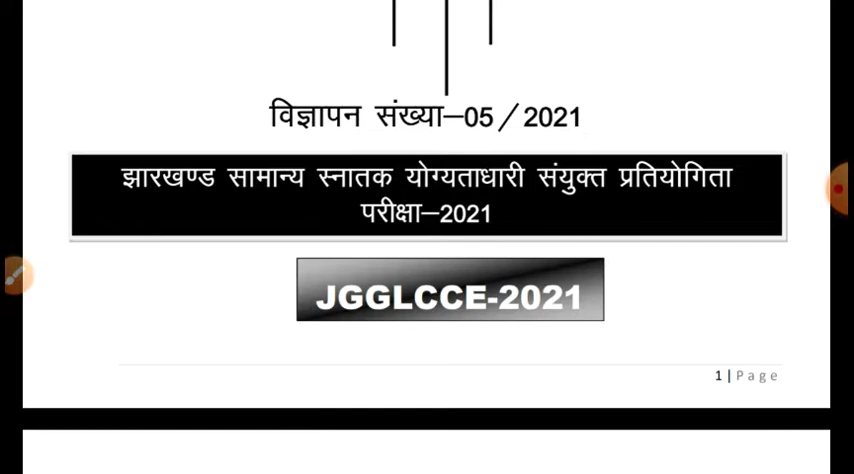 विज्ञापन संख्या–05/2021
झारखण्ड सामान्य स्नातक योग्यताधारी संयुक्त प्रतियोगिता
परीक्षा–2021
JGGLCCE-2021
1 | Page